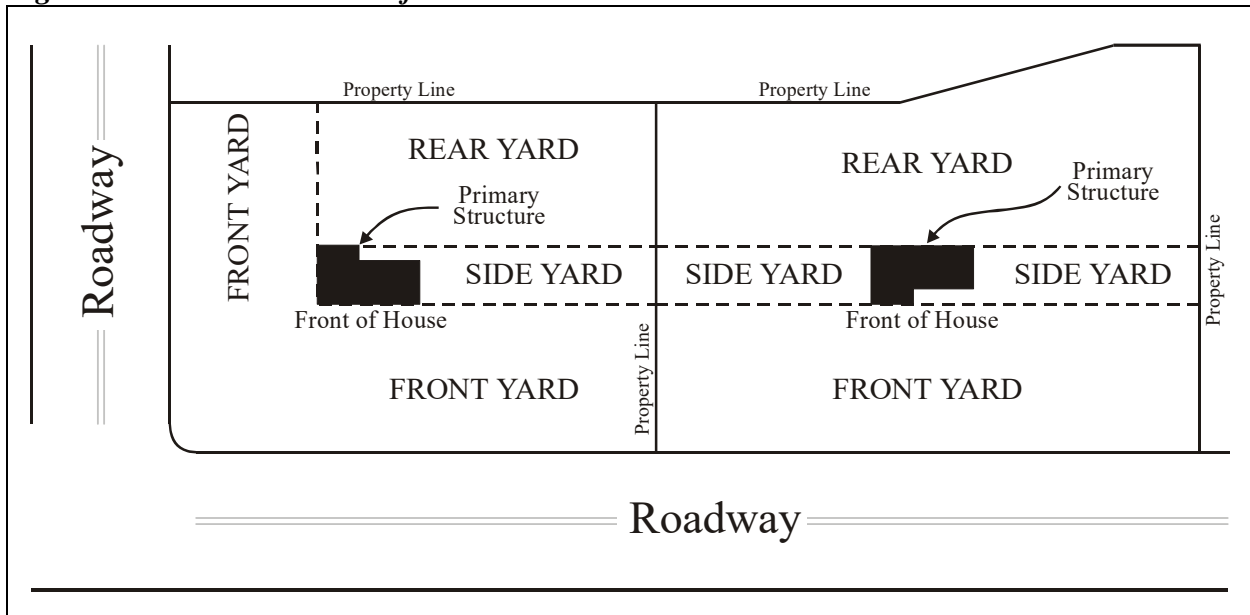 Property Line
Property Line
FRONT YARD
REAR YARD
REAR YARD
Primary
Structure
Primary
Structure
Roadway
SIDE YARD
SIDE YARD
SIDE YARD
Property Line
Front of House
Front of House
Property Line
FRONT YARD
FRONT YARD
Roadway